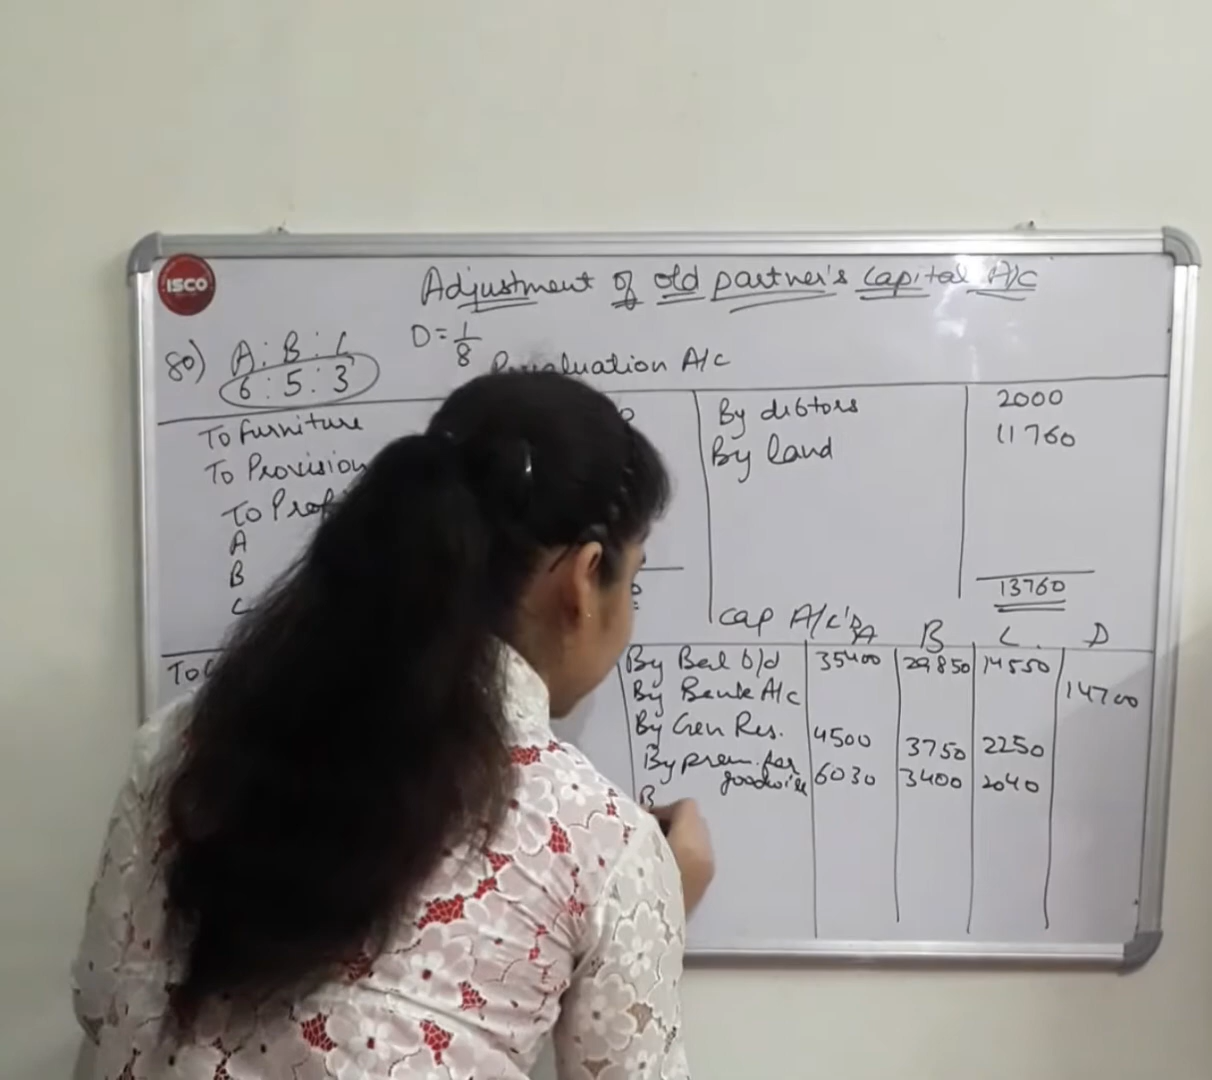 ISCO
Adjustment of old partner's Capital A/c
80) A : B : C D = 1/8
6 : 5 : 3
Revaluation A/c
To furniture By debtors 2000
To Provision By land 11760
To Prof
A
B
C
13760
Cap A/c's
A B C. D
By Bal b/d 35400 29850 14550
By Bank A/c 14700
By Gen Res. 4500 3750 2250
By prem. for goodwill 6030 3400 2040
B